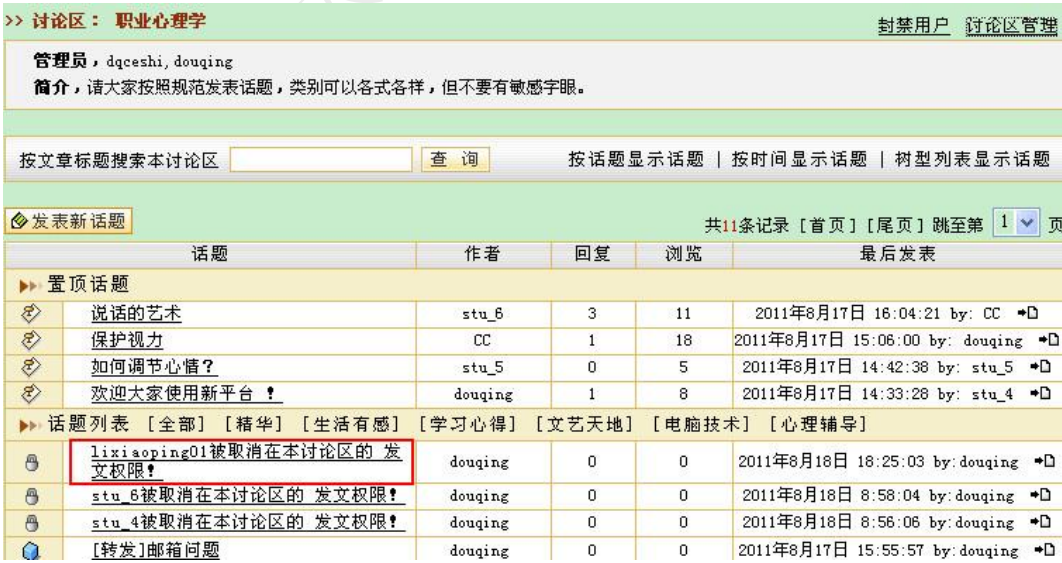 >> 讨论区： 职业心理学
封禁用户 讨论区管理
管理员，dqceshi,douqing
简介，请大家按照规范发表话题，类别可以各式各样，但不要有敏感字眼。
按文章标题搜索本讨论区 查 询 按话题显示话题 | 按时间显示话题 | 树型列表显示话题
发表新话题 共11条记录 [首页] [尾页] 跳至第 1 页
话题 作者 回复 浏览 最后发表
置顶话题
说话的艺术 stu_6 3 11 2011年8月17日 16:04:21 by: CC
保护视力 CC 1 18 2011年8月17日 15:06:00 by: douqing
如何调节心情？ stu_5 0 5 2011年8月17日 14:42:38 by: stu_5
欢迎大家使用新平台 ！ douqing 1 8 2011年8月17日 14:33:28 by: stu_4
话题列表 [全部] [精华] [生活有感] [学习心得] [文艺天地] [电脑技术] [心理辅导]
lixiaoping01被取消在本讨论区的 发
文权限! douqing 0 0 2011年8月18日 18:25:03 by:douqing
stu_6被取消在本讨论区的 发文权限! douqing 0 0 2011年8月18日 8:58:04 by:douqing
stu_4被取消在本讨论区的 发文权限! douqing 0 0 2011年8月18日 8:56:06 by:douqing
[转发]邮箱问题 douqing 0 0 2011年8月17日 15:55:57 by:douqing